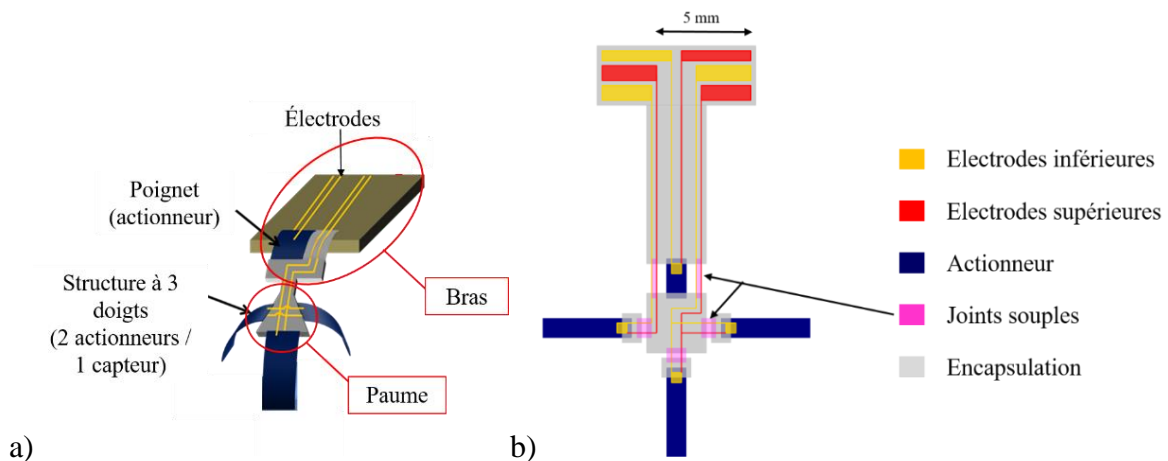 Électrodes
Poignet
(actionneur)
Structure à 3
doigts
(2 actionneurs /
1 capteur)
Bras
Paume
a)
5 mm
Electrodes inférieures
Electrodes supérieures
Actionneur
Joints souples
Encapsulation
b)